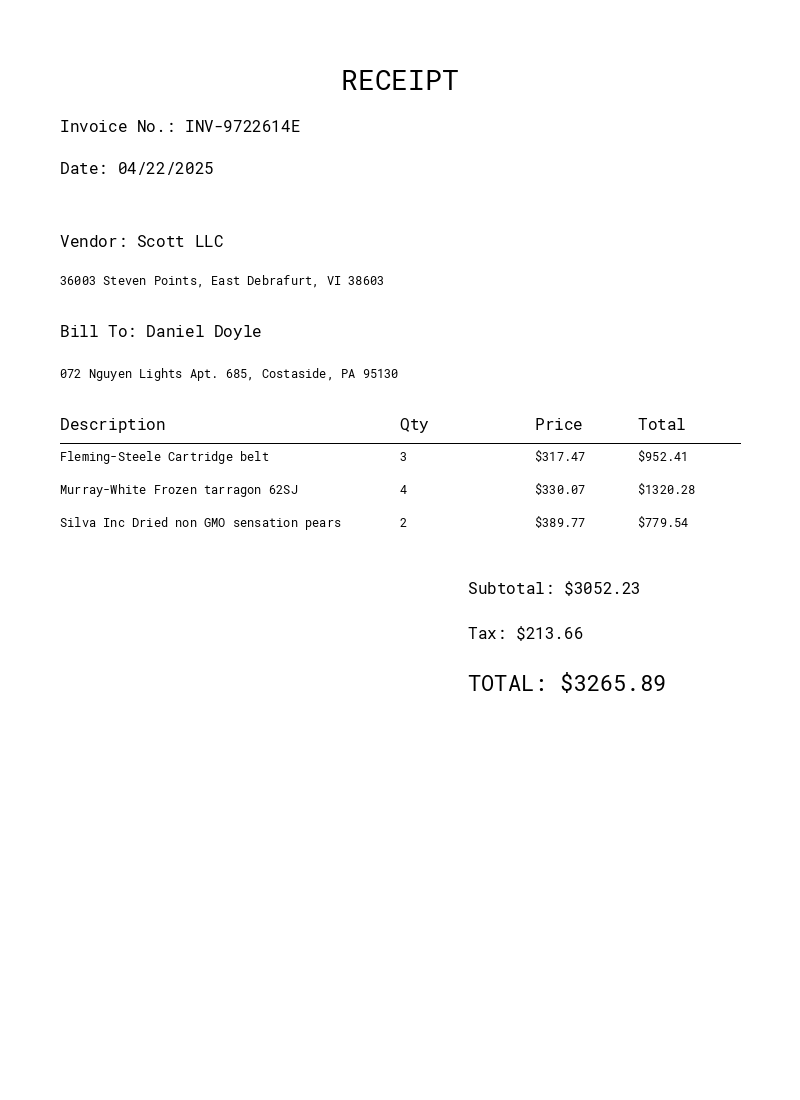 RECEIPT
Invoice No.: INV-9722614E
Date: 04/22/2025
Vendor: Scott LLC
36003 Steven Points, East Debrafurt, VI 38603
Bill To: Daniel Doyle
072 Nguyen Lights Apt. 685, Costaside, PA 95130
Description Qty Price Total
Fleming-Steele Cartridge belt 3 $317.47 $952.41
Murray-White Frozen tarragon 62SJ 4 $330.07 $1320.28
Silva Inc Dried non GMO sensation pears 2 $389.77 $779.54
Subtotal: $3052.23
Tax: $213.66
TOTAL: $3265.89